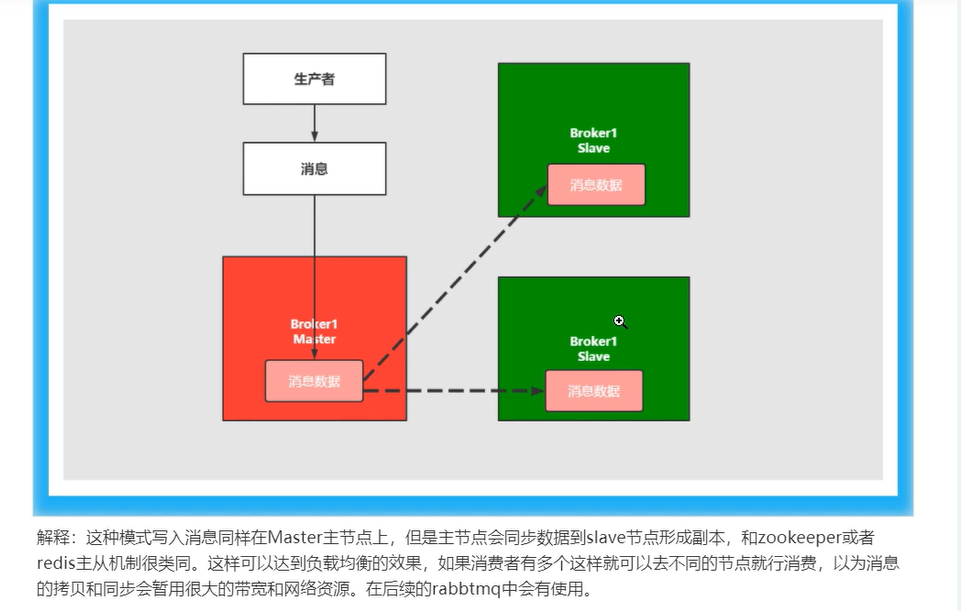 生产者
消息
Broker1
Slave
消息数据
Broker1
Master
消息数据
Broker1
Slave
消息数据
解释：这种模式写入消息同样在Master主节点上，但是主节点会同步数据到slave节点形成副本，和zookeeper或者
redis主从机制很类同。这样可以达到负载均衡的效果，如果消费者有多个这样就可以去不同的节点就行消费，以为消息
的拷贝和同步会暂用很大的带宽和网络资源。在后续的rabbtmq中会有使用。